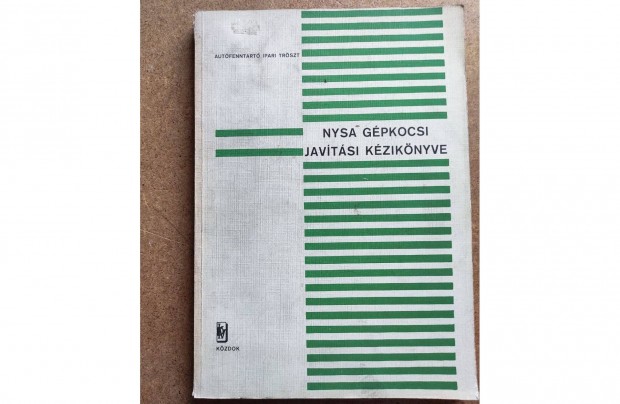 AUTÓFENNTARTÓ IPARI TRÖSZT
NYSA GÉPKOCSI
JAVÍTÁSI KÉZIKÖNYVE
KÖZDOK